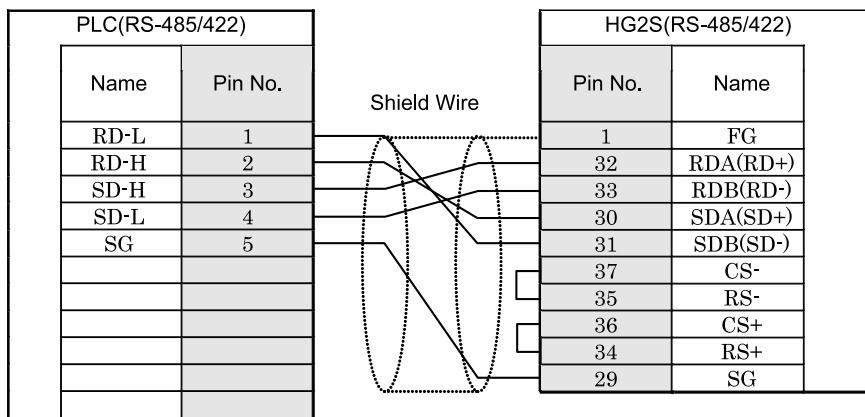 PLC(RS-485/422)
Name Pin No.
RD-L 1
RD-H 2
SD-H 3
SD-L 4
SG 5
Shield Wire
HG2S(RS-485/422)
Pin No. Name
1 FG
32 RDA(RD+)
33 RDB(RD-)
30 SDA(SD+)
31 SDB(SD-)
37 CS-
35 RS-
36 CS+
34 RS+
29 SG